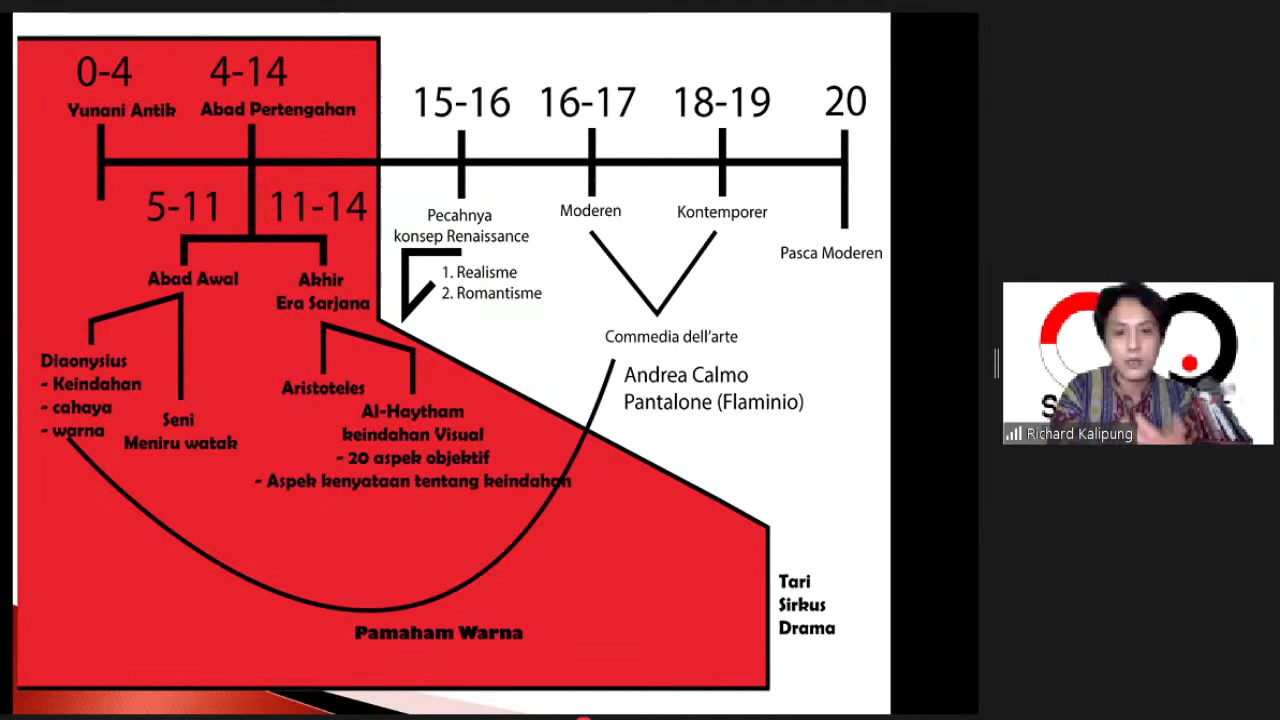 0-4
Yunani Antik
4-14
Abad Pertengahan
15-16
16-17
18-19
20
5-11
11-14
Abad Awal
Akhir
Era Sarjana
Pecahnya
konsep Renaissance
1. Realisme
2. Romantisme
Moderen
Kontemporer
Pasca Moderen
Diaonysius
- Keindahan
- cahaya
- warna
Seni
Meniru watak
Aristoteles
Al-Haytham
keindahan Visual
- 20 aspek objektif
- Aspek kenyataan tentang keindahan
Commedia dell'arte
Andrea Calmo
Pantalone (Flaminio)
Pamaham Warna
Tari
Sirkus
Drama
Richard Kalipung